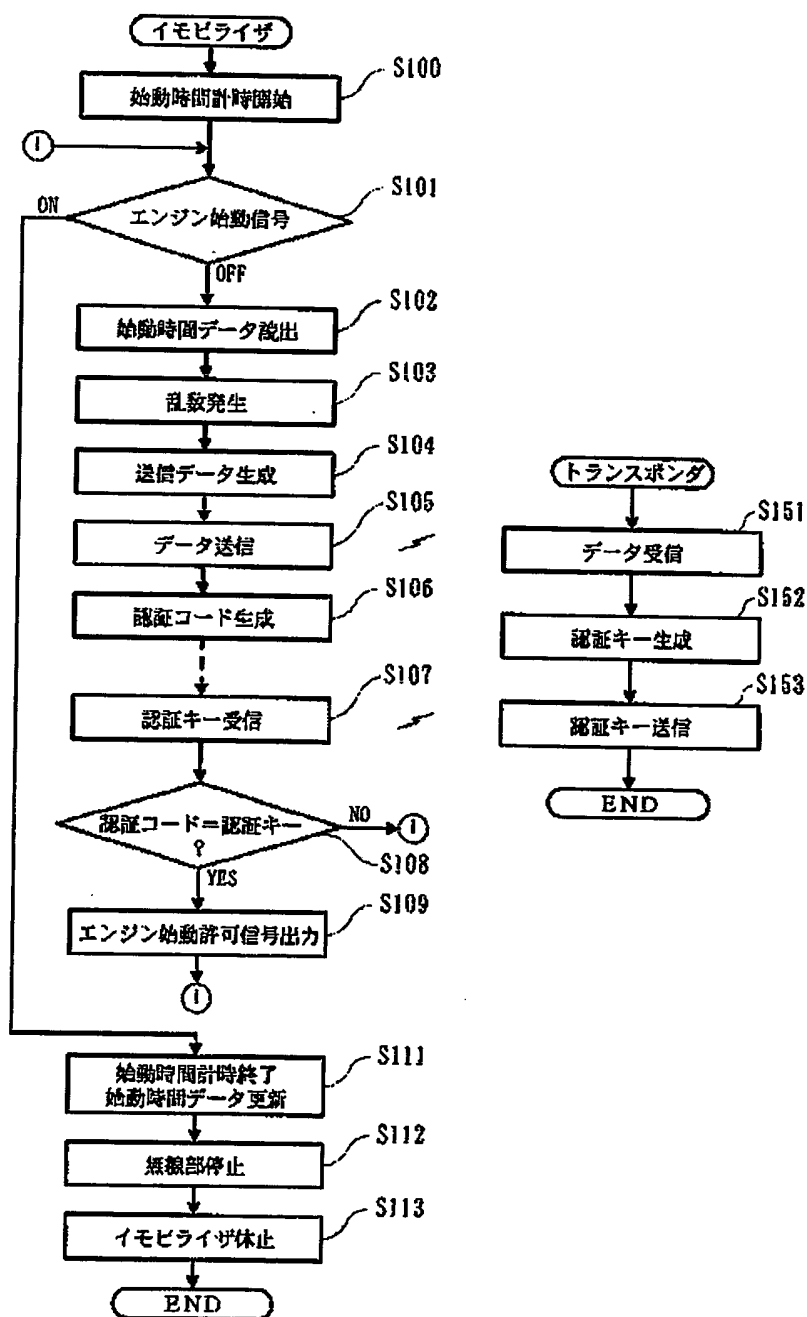 イモビライザ
S100
始動時間計時開始
i
S101
ON
エンジン始動信号
OFF
S102
始動時間データ読出
S103
乱数発生
S104
送信データ生成
S105
データ送信
S106
認証コード生成
S107
認証キー受信
認証コード=認証キー
?
NO
i
S108
YES
S109
エンジン始動許可信号出力
i
S111
始動時間計時終了
始動時間データ更新
S112
無線部停止
S113
イモビライザ休止
END
トランスポンダ
S151
データ受信
S152
認証キー生成
S153
認証キー送信
END